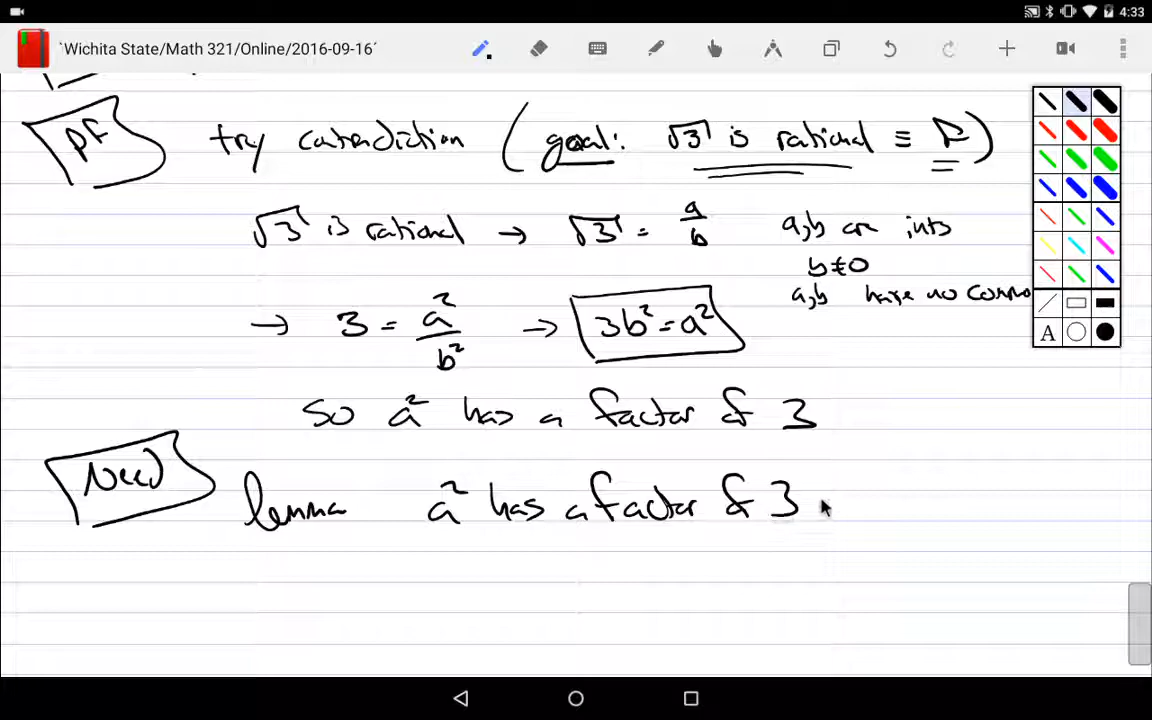 4:33
`Wichita State/Math 321/Online/2016-09-16´
Pf try contradiction (goal: √3 is rational ≡ F)
√3 is rational → √3 = a/b a,b are ints
b≠0
a,b have no commo
→ 3 = a²/b² → 3b²=a²
A
So a² has a factor of 3
Need lemma a² has a factor of 3